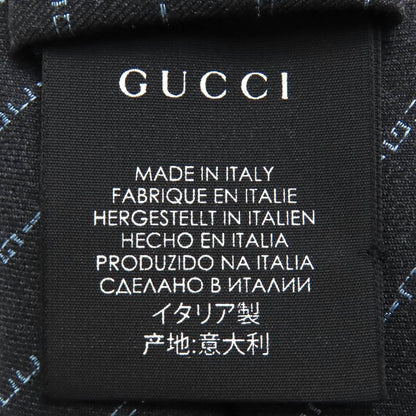 GUCCI
MADE IN ITALY
FABRIQUE EN ITALIE
HERGESTELLT IN ITALIEN
HECHO EN ITALIA
PRODUZIDO NA ITALIA
СДЕЛАНО В ИТАЛИИ
イタリア製
产地:意大利